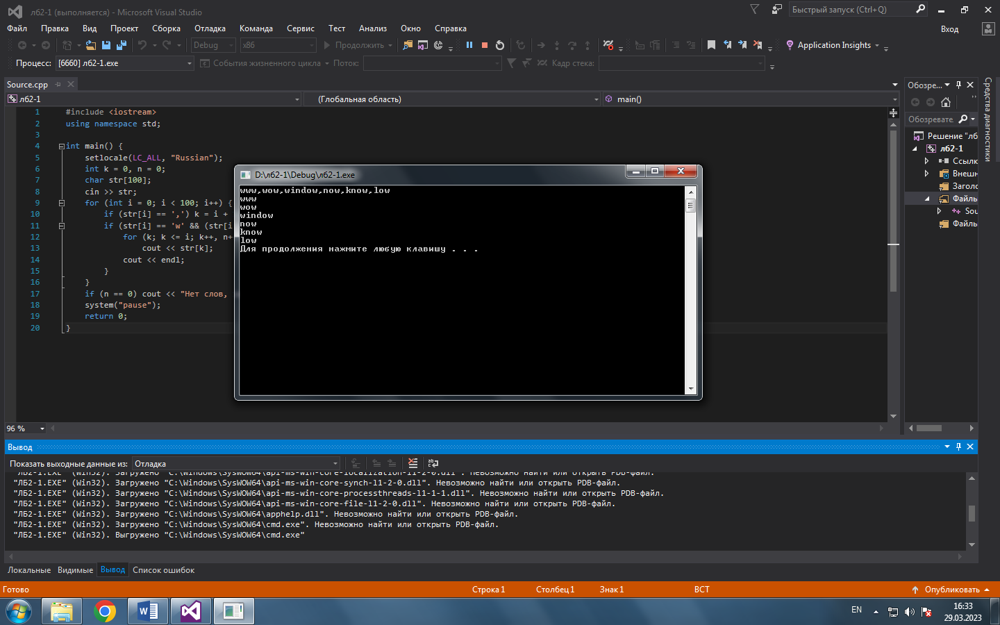 лб2-1 (выполняется) - Microsoft Visual Studio
Быстрый запуск (Ctrl+Q)
Файл Правка Вид Проект Сборка Отладка Команда Сервис Тест Анализ Окно Справка
Вход
Debug x86 Продолжить Application Insights
Процесс: [6660] лб2-1.exe События жизненного цикла Поток: Кадр стека:
Source.cpp
лб2-1 (Глобальная область) main()
1 #include <iostream>
2 using namespace std;
3
4 int main() {
5 setlocale(LC_ALL, "Russian");
6 int k = 0, n = 0;
7 char str[100];
8 cin >> str;
9 for (int i = 0; i < 100; i++) {
10 if (str[i] == ',') k = i +
11 if (str[i] == 'w' && (str[i
12 for (k; k <= i; k++, n+
13 cout << str[k];
14 cout << endl;
15 }
16 }
17 if (n == 0) cout << "Нет слов,
18 system("pause");
19 return 0;
20 }
D:\лб2-1\Debug\лб2-1.exe
www,wow,window,now,know,low
www
wow
window
now
know
low
Для продолжения нажмите любую клавишу . . .
Обозре...
Обозревате
Решение "лб
лб2-1
Ссылк
Внешн
Заголо
Файлы
Sou
Файлы
Средства диагностики
96 %
Вывод
Показать выходные данные из: Отладка
"ЛБ2-1.EXE" (Win32). Загружено "C:\Windows\SysWOW64\api-ms-win-core-localization-l1-2-0.dll". Невозможно найти или открыть PDB-файл.
"ЛБ2-1.EXE" (Win32). Загружено "C:\Windows\SysWOW64\api-ms-win-core-synch-l1-2-0.dll". Невозможно найти или открыть PDB-файл.
"ЛБ2-1.EXE" (Win32). Загружено "C:\Windows\SysWOW64\api-ms-win-core-processthreads-l1-1-1.dll". Невозможно найти или открыть PDB-файл.
"ЛБ2-1.EXE" (Win32). Загружено "C:\Windows\SysWOW64\api-ms-win-core-file-l1-2-0.dll". Невозможно найти или открыть PDB-файл.
"ЛБ2-1.EXE" (Win32). Загружено "C:\Windows\SysWOW64\apphelp.dll". Невозможно найти или открыть PDB-файл.
"ЛБ2-1.EXE" (Win32). Загружено "C:\Windows\SysWOW64\cmd.exe". Невозможно найти или открыть PDB-файл.
"ЛБ2-1.EXE" (Win32). Выгружено "C:\Windows\SysWOW64\cmd.exe"
Локальные Видимые Вывод Список ошибок
Готово Строка 1 Столбец 1 Знак 1 ВСТ Опубликовать
EN 16:33
29.03.2023